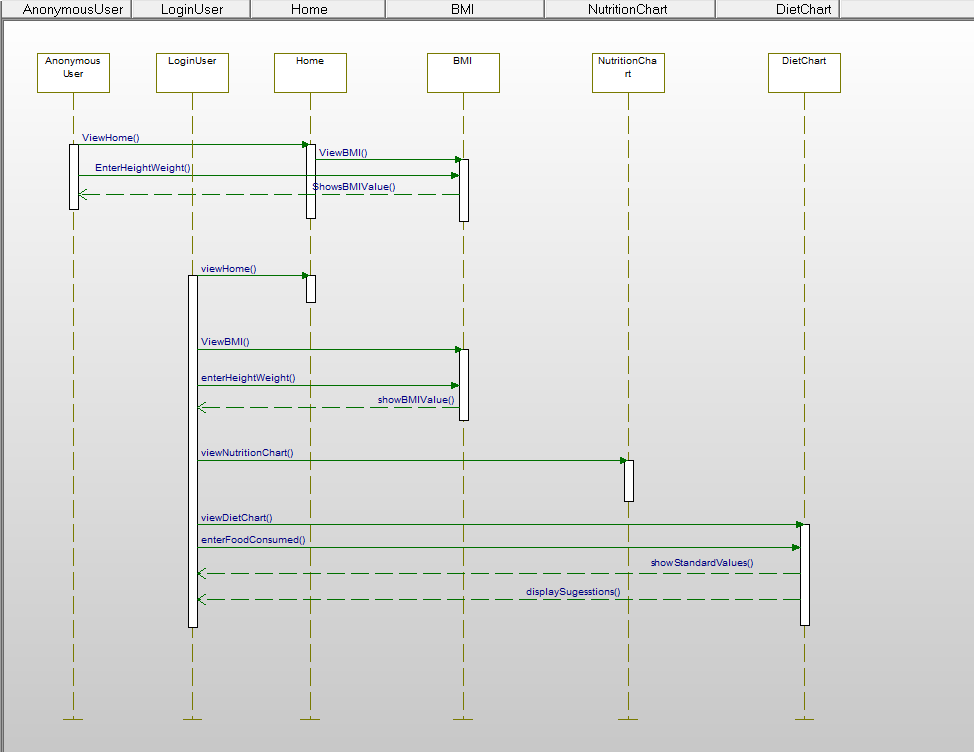 AnonymousUser
LoginUser
Home
BMI
NutritionChart
DietChart
Anonymous
User
LoginUser
Home
BMI
NutritionCha
rt
DietChart
ViewHome()
ViewBMI()
EnterHeightWeight()
ShowsBMIValue()
viewHome()
ViewBMI()
enterHeightWeight()
showBMIValue()
viewNutritionChart()
viewDietChart()
enterFoodConsumed()
showStandardValues()
displaySugesstions()